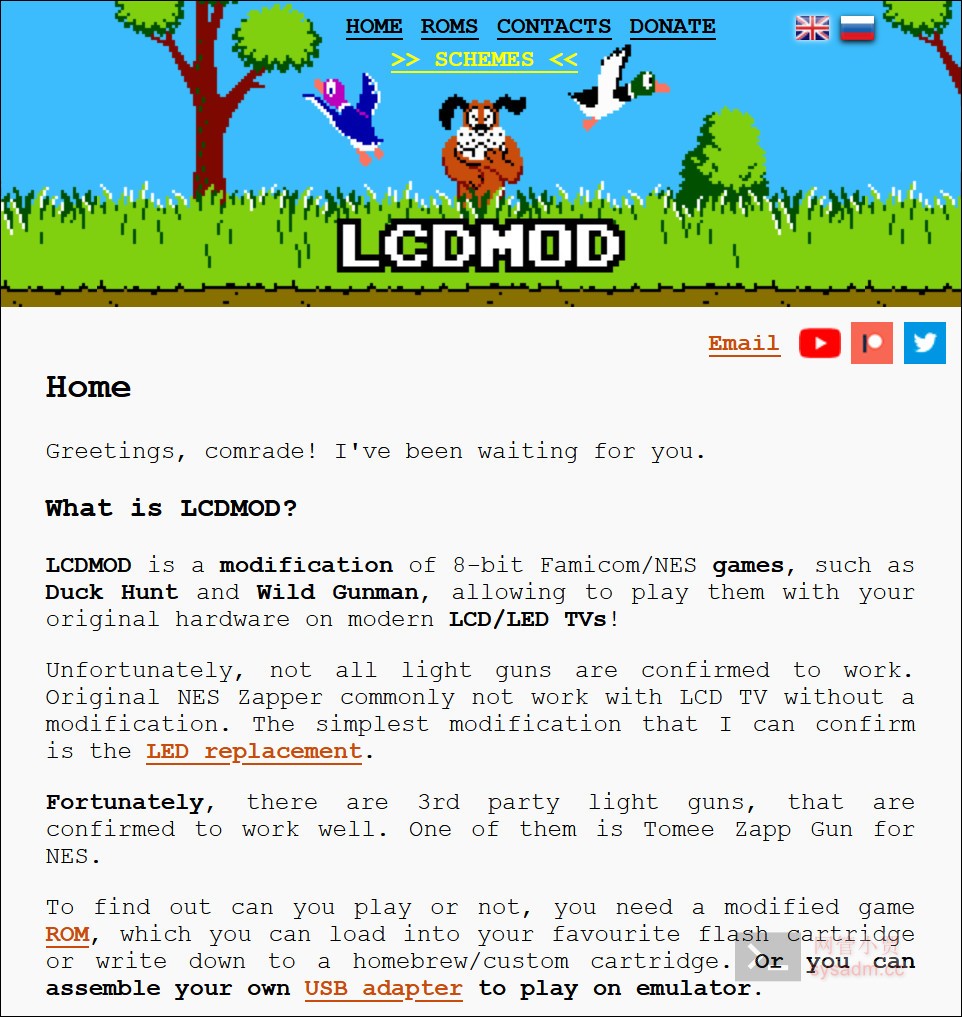 HOME ROMS CONTACTS DONATE
>> SCHEMES <<
LCDMOD
Email
Home
Greetings, comrade! I've been waiting for you.
What is LCDMOD?
LCDMOD is a modification of 8-bit Famicom/NES games, such as
Duck Hunt and Wild Gunman, allowing to play them with your
original hardware on modern LCD/LED TVs!
Unfortunately, not all light guns are confirmed to work.
Original NES Zapper commonly not work with LCD TV without a
modification. The simplest modification that I can confirm
is the LED replacement.
Fortunately, there are 3rd party light guns, that are
confirmed to work well. One of them is Tomee Zapp Gun for
NES.
To find out can you play or not, you need a modified game
ROM, which you can load into your favourite flash cartridge
or write down to a homebrew/custom cartridge. Or you can
assemble your own USB adapter to play on emulator.
网管小贾
sysadm.cc